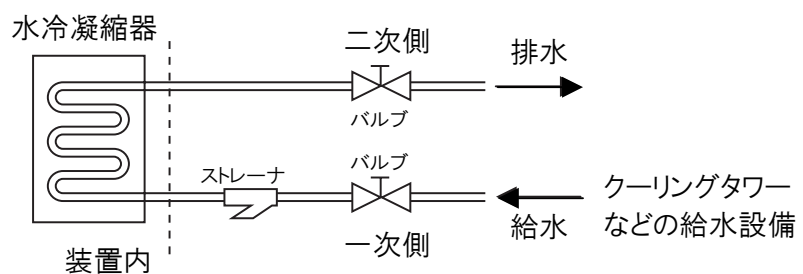 水冷凝縮器
二次側
排水
バルブ
ストレーナ
バルブ
クーリングタワー
などの給水設備
給水
一次側
装置内